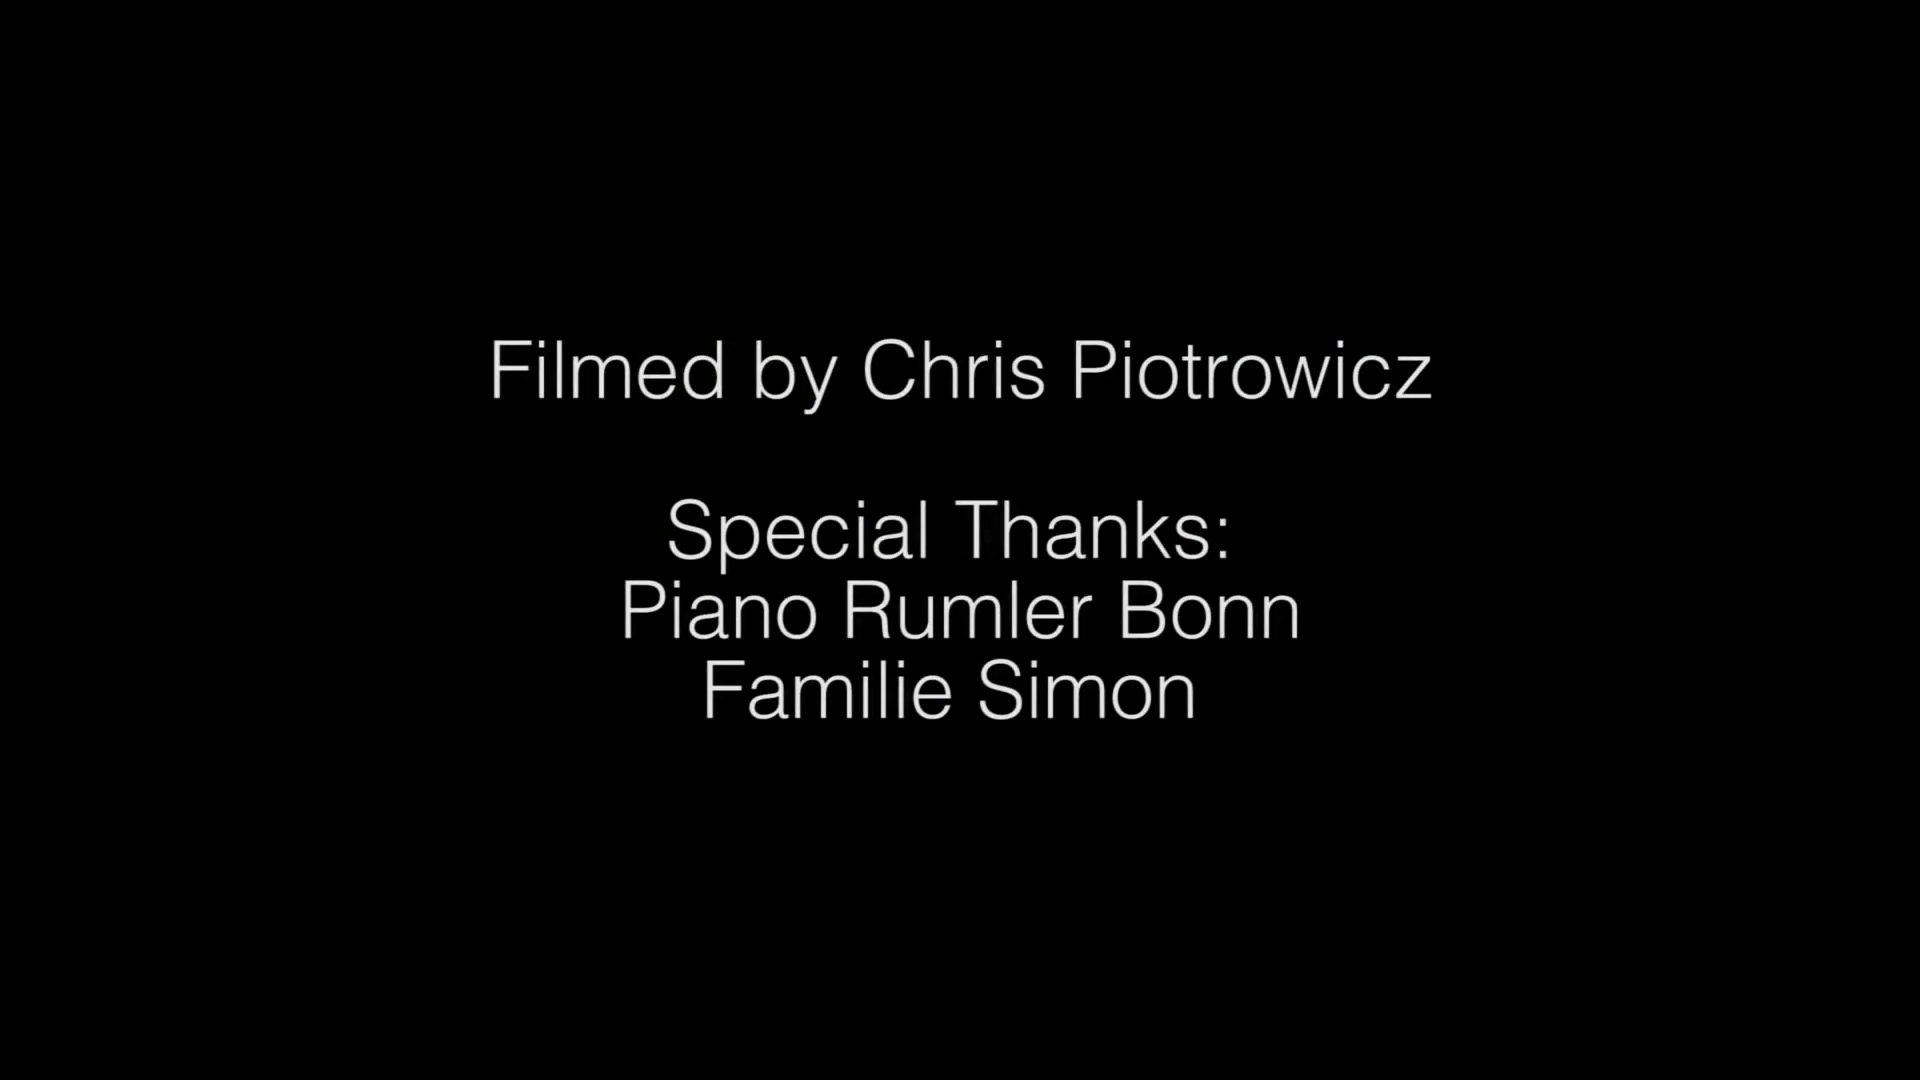 Filmed by Chris Piotrowicz
Special Thanks:
Piano Rumler Bonn
Familie Simon